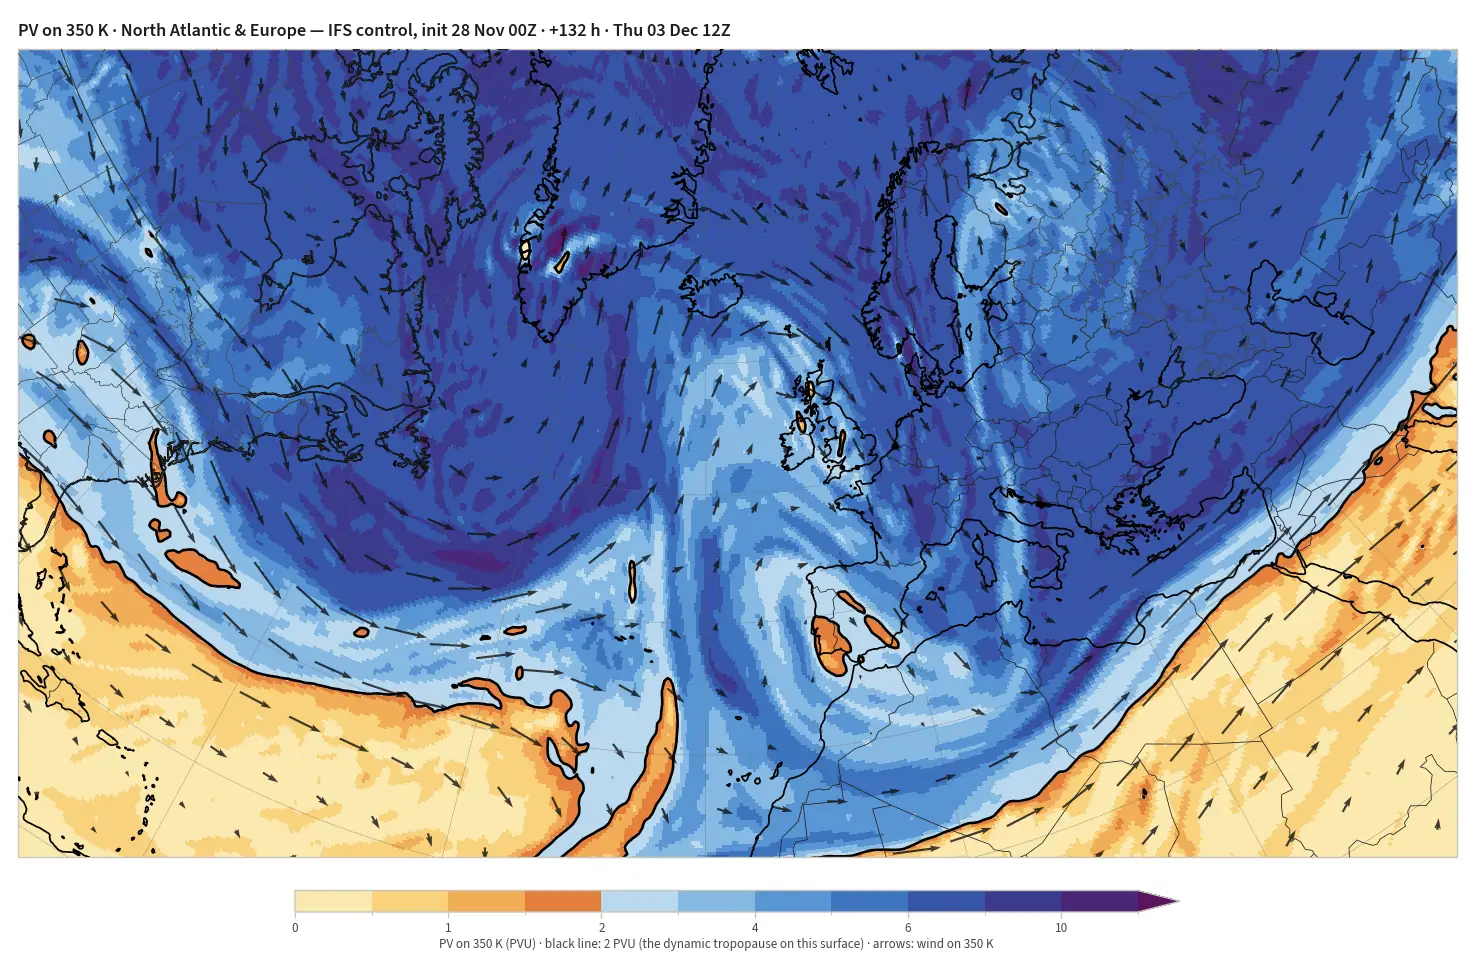 PV on 350 K · North Atlantic & Europe — IFS control, init 28 Nov 00Z · +132 h · Thu 03 Dec 12Z
0 1 2 4 6 10
PV on 350 K (PVU) · black line: 2 PVU (the dynamic tropopause on this surface) · arrows: wind on 350 K